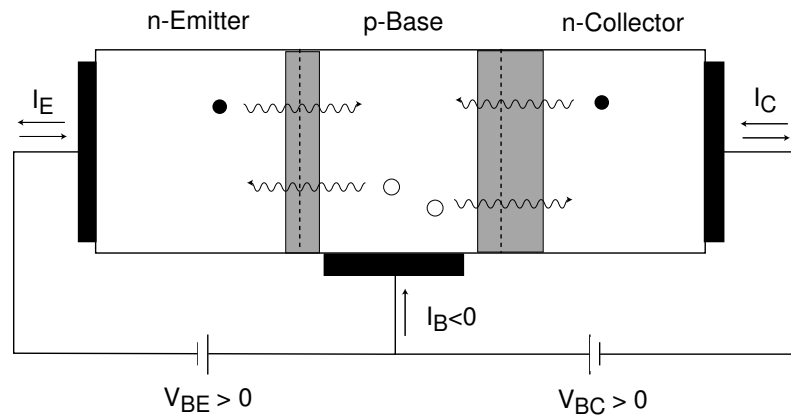 n-Emitter p-Base n-Collector
I_E I_C
I_B<0
V_BE > 0 V_BC > 0